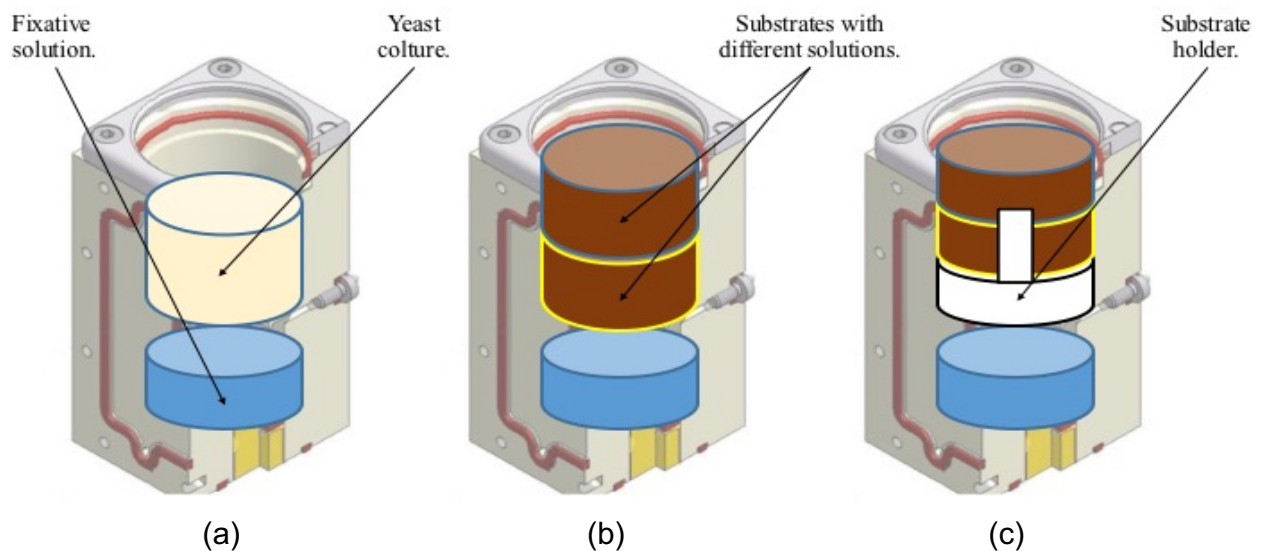 Fixative
solution.
Yeast
colture.
Substrates with
different solutions.
Substrate
holder.
(a)
(b)
(c)